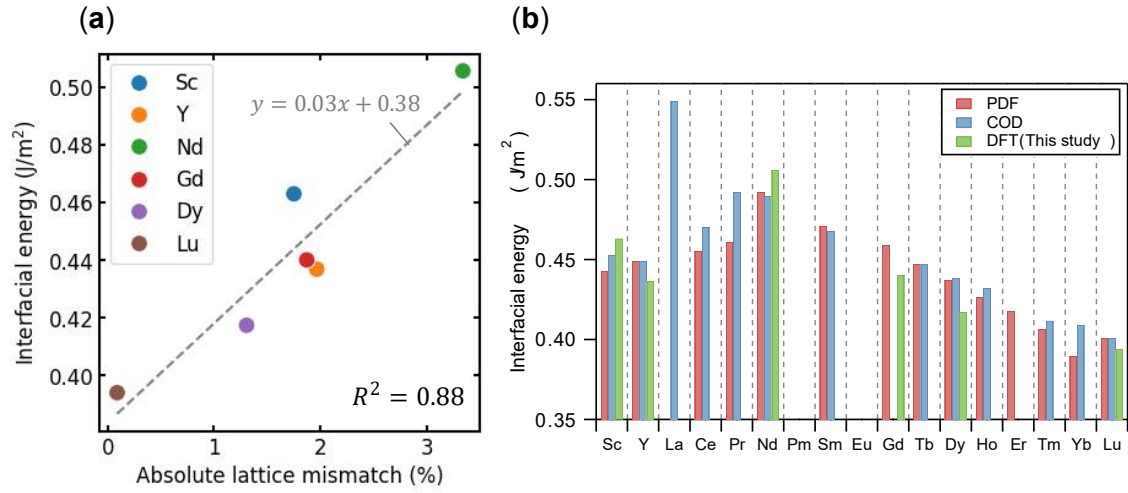 (a)
Interfacial energy (J/m²)
0.50
0.48
0.46
0.44
0.42
0.40
Sc
Y
Nd
Gd
Dy
Lu
y = 0.03x + 0.38
R² = 0.88
0 1 2 3
Absolute lattice mismatch (%)
(b)
Interfacial energy ( J/m²)
0.55
0.50
0.45
0.40
0.35
PDF
COD
DFT(This study )
Sc Y La Ce Pr Nd Pm Sm Eu Gd Tb Dy Ho Er Tm Yb Lu